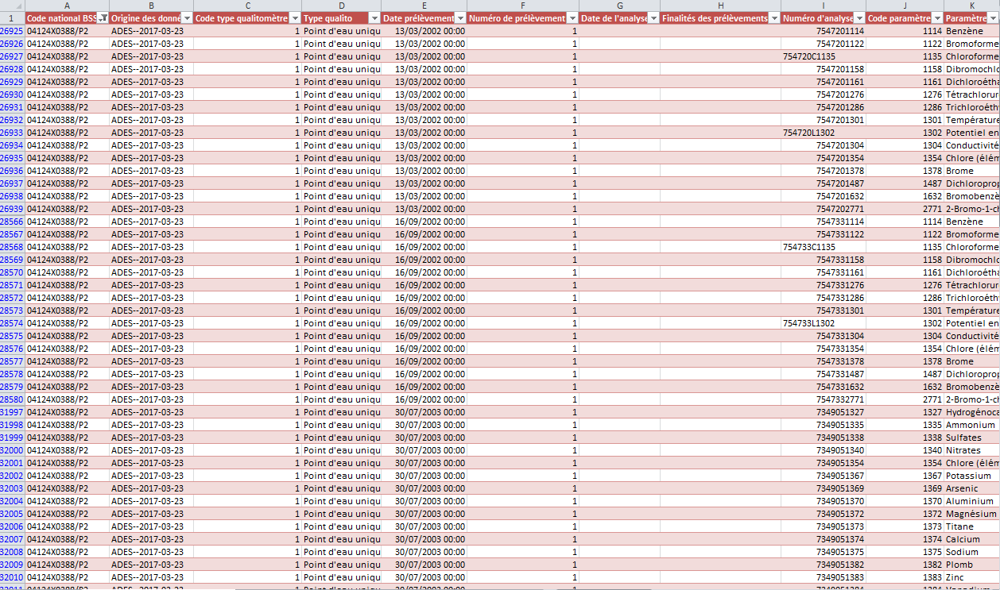 A B C D E F G H I J K
1 Code national BSS Origine des donné Code type qualitomètre Type qualito Date prélèvement Numéro de prélèvement Date de l'analyse Finalités des prélèvements Numéro d'analyse Code paramètre Paramètre
26925 04124X0388/P2 ADES--2017-03-23 1 Point d'eau uniqu 13/03/2002 00:00 1 7547201114 1114 Benzène
26926 04124X0388/P2 ADES--2017-03-23 1 Point d'eau uniqu 13/03/2002 00:00 1 7547201122 1122 Bromoforme
26927 04124X0388/P2 ADES--2017-03-23 1 Point d'eau uniqu 13/03/2002 00:00 1 754720C1135 1135 Chloroforme
26928 04124X0388/P2 ADES--2017-03-23 1 Point d'eau uniqu 13/03/2002 00:00 1 7547201158 1158 Dibromochlo
26929 04124X0388/P2 ADES--2017-03-23 1 Point d'eau uniqu 13/03/2002 00:00 1 7547201161 1161 Dichloroétha
26930 04124X0388/P2 ADES--2017-03-23 1 Point d'eau uniqu 13/03/2002 00:00 1 7547201276 1276 Tétrachlorur
26931 04124X0388/P2 ADES--2017-03-23 1 Point d'eau uniqu 13/03/2002 00:00 1 7547201286 1286 Trichloroéthy
26932 04124X0388/P2 ADES--2017-03-23 1 Point d'eau uniqu 13/03/2002 00:00 1 7547201301 1301 Température
26933 04124X0388/P2 ADES--2017-03-23 1 Point d'eau uniqu 13/03/2002 00:00 1 754720L1302 1302 Potentiel en
26934 04124X0388/P2 ADES--2017-03-23 1 Point d'eau uniqu 13/03/2002 00:00 1 7547201304 1304 Conductivité
26935 04124X0388/P2 ADES--2017-03-23 1 Point d'eau uniqu 13/03/2002 00:00 1 7547201354 1354 Chlore (élém
26936 04124X0388/P2 ADES--2017-03-23 1 Point d'eau uniqu 13/03/2002 00:00 1 7547201378 1378 Brome
26937 04124X0388/P2 ADES--2017-03-23 1 Point d'eau uniqu 13/03/2002 00:00 1 7547201487 1487 Dichloroprop
26938 04124X0388/P2 ADES--2017-03-23 1 Point d'eau uniqu 13/03/2002 00:00 1 7547201632 1632 Bromobenzè
26939 04124X0388/P2 ADES--2017-03-23 1 Point d'eau uniqu 13/03/2002 00:00 1 7547202771 2771 2-Bromo-1-ch
28566 04124X0388/P2 ADES--2017-03-23 1 Point d'eau uniqu 16/09/2002 00:00 1 7547331114 1114 Benzène
28567 04124X0388/P2 ADES--2017-03-23 1 Point d'eau uniqu 16/09/2002 00:00 1 7547331122 1122 Bromoforme
28568 04124X0388/P2 ADES--2017-03-23 1 Point d'eau uniqu 16/09/2002 00:00 1 754733C1135 1135 Chloroforme
28569 04124X0388/P2 ADES--2017-03-23 1 Point d'eau uniqu 16/09/2002 00:00 1 7547331158 1158 Dibromochlo
28570 04124X0388/P2 ADES--2017-03-23 1 Point d'eau uniqu 16/09/2002 00:00 1 7547331161 1161 Dichloroétha
28571 04124X0388/P2 ADES--2017-03-23 1 Point d'eau uniqu 16/09/2002 00:00 1 7547331276 1276 Tétrachlorur
28572 04124X0388/P2 ADES--2017-03-23 1 Point d'eau uniqu 16/09/2002 00:00 1 7547331286 1286 Trichloroéthy
28573 04124X0388/P2 ADES--2017-03-23 1 Point d'eau uniqu 16/09/2002 00:00 1 7547331301 1301 Température
28574 04124X0388/P2 ADES--2017-03-23 1 Point d'eau uniqu 16/09/2002 00:00 1 754733L1302 1302 Potentiel en
28575 04124X0388/P2 ADES--2017-03-23 1 Point d'eau uniqu 16/09/2002 00:00 1 7547331304 1304 Conductivité
28576 04124X0388/P2 ADES--2017-03-23 1 Point d'eau uniqu 16/09/2002 00:00 1 7547331354 1354 Chlore (élém
28577 04124X0388/P2 ADES--2017-03-23 1 Point d'eau uniqu 16/09/2002 00:00 1 7547331378 1378 Brome
28578 04124X0388/P2 ADES--2017-03-23 1 Point d'eau uniqu 16/09/2002 00:00 1 7547331487 1487 Dichloroprop
28579 04124X0388/P2 ADES--2017-03-23 1 Point d'eau uniqu 16/09/2002 00:00 1 7547331632 1632 Bromobenzè
28580 04124X0388/P2 ADES--2017-03-23 1 Point d'eau uniqu 16/09/2002 00:00 1 7547332771 2771 2-Bromo-1-ch
31997 04124X0388/P2 ADES--2017-03-23 1 Point d'eau uniqu 30/07/2003 00:00 1 7349051327 1327 Hydrogénoca
31998 04124X0388/P2 ADES--2017-03-23 1 Point d'eau uniqu 30/07/2003 00:00 1 7349051335 1335 Ammonium
31999 04124X0388/P2 ADES--2017-03-23 1 Point d'eau uniqu 30/07/2003 00:00 1 7349051338 1338 Sulfates
32000 04124X0388/P2 ADES--2017-03-23 1 Point d'eau uniqu 30/07/2003 00:00 1 7349051340 1340 Nitrates
32001 04124X0388/P2 ADES--2017-03-23 1 Point d'eau uniqu 30/07/2003 00:00 1 7349051354 1354 Chlore (élém
32002 04124X0388/P2 ADES--2017-03-23 1 Point d'eau uniqu 30/07/2003 00:00 1 7349051367 1367 Potassium
32003 04124X0388/P2 ADES--2017-03-23 1 Point d'eau uniqu 30/07/2003 00:00 1 7349051369 1369 Arsenic
32004 04124X0388/P2 ADES--2017-03-23 1 Point d'eau uniqu 30/07/2003 00:00 1 7349051370 1370 Aluminium
32005 04124X0388/P2 ADES--2017-03-23 1 Point d'eau uniqu 30/07/2003 00:00 1 7349051372 1372 Magnésium
32006 04124X0388/P2 ADES--2017-03-23 1 Point d'eau uniqu 30/07/2003 00:00 1 7349051373 1373 Titane
32007 04124X0388/P2 ADES--2017-03-23 1 Point d'eau uniqu 30/07/2003 00:00 1 7349051374 1374 Calcium
32008 04124X0388/P2 ADES--2017-03-23 1 Point d'eau uniqu 30/07/2003 00:00 1 7349051375 1375 Sodium
32009 04124X0388/P2 ADES--2017-03-23 1 Point d'eau uniqu 30/07/2003 00:00 1 7349051382 1382 Plomb
32010 04124X0388/P2 ADES--2017-03-23 1 Point d'eau uniqu 30/07/2003 00:00 1 7349051383 1383 Zinc